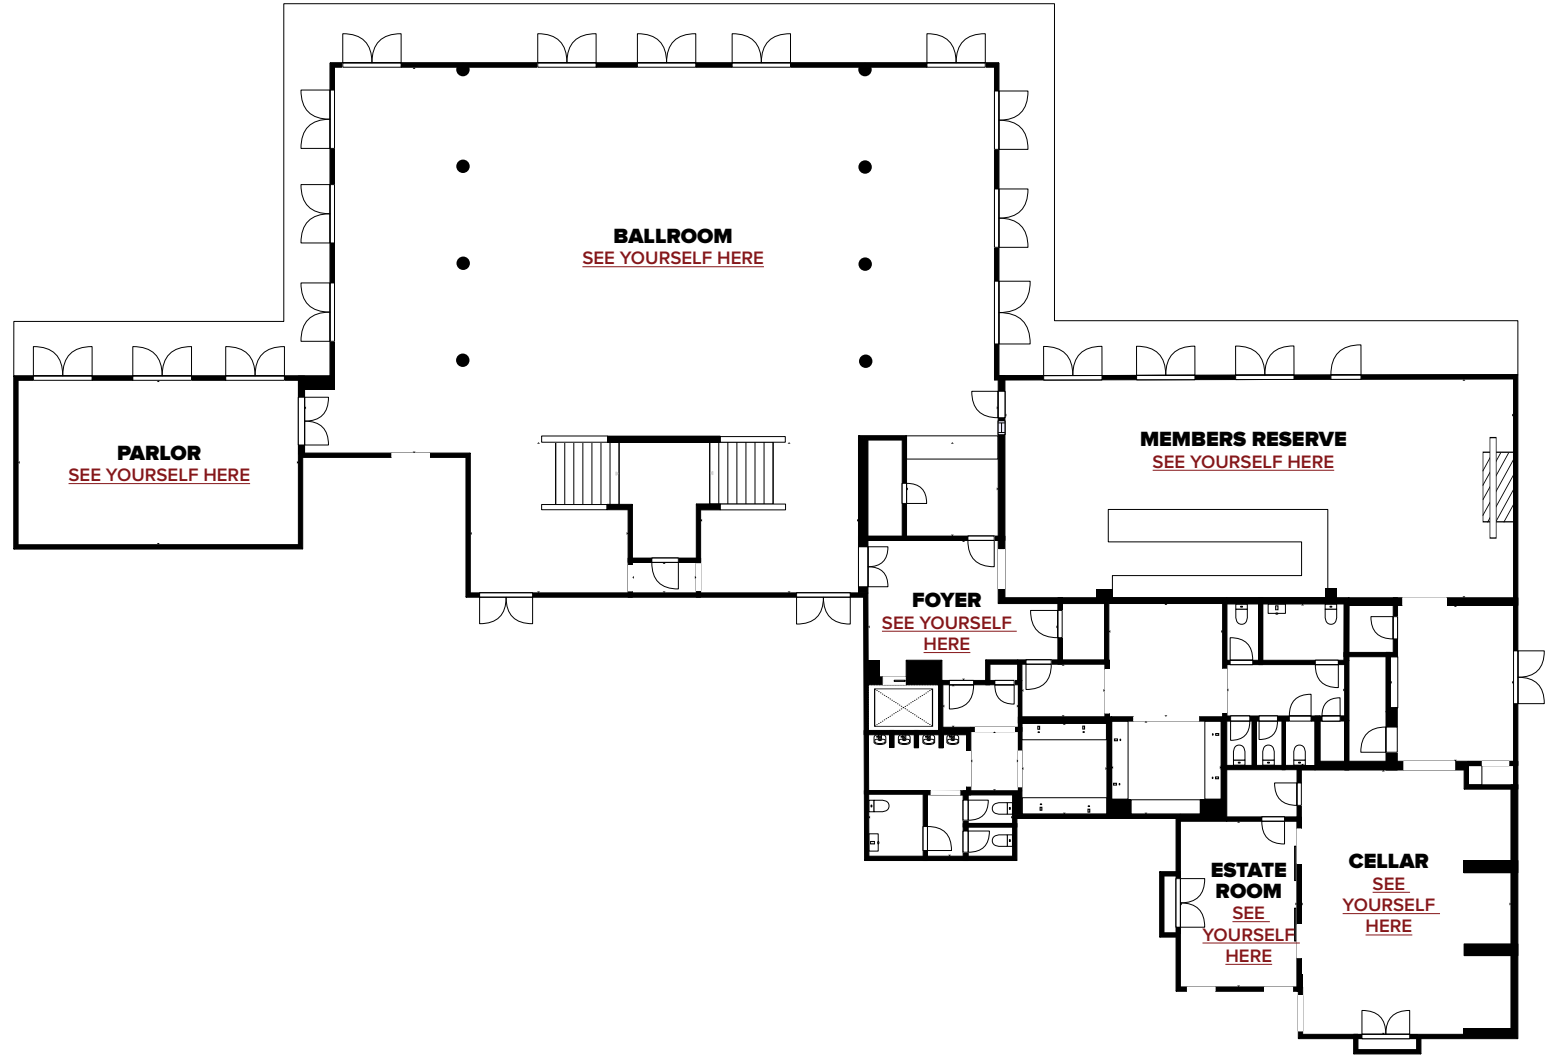 BALLROOM
SEE YOURSELF HERE
PARLOR
SEE YOURSELF HERE
MEMBERS RESERVE
SEE YOURSELF HERE
FOYER
SEE YOURSELF
HERE
ESTATE
ROOM
SEE
YOURSELF
HERE
CELLAR
SEE
YOURSELF
HERE